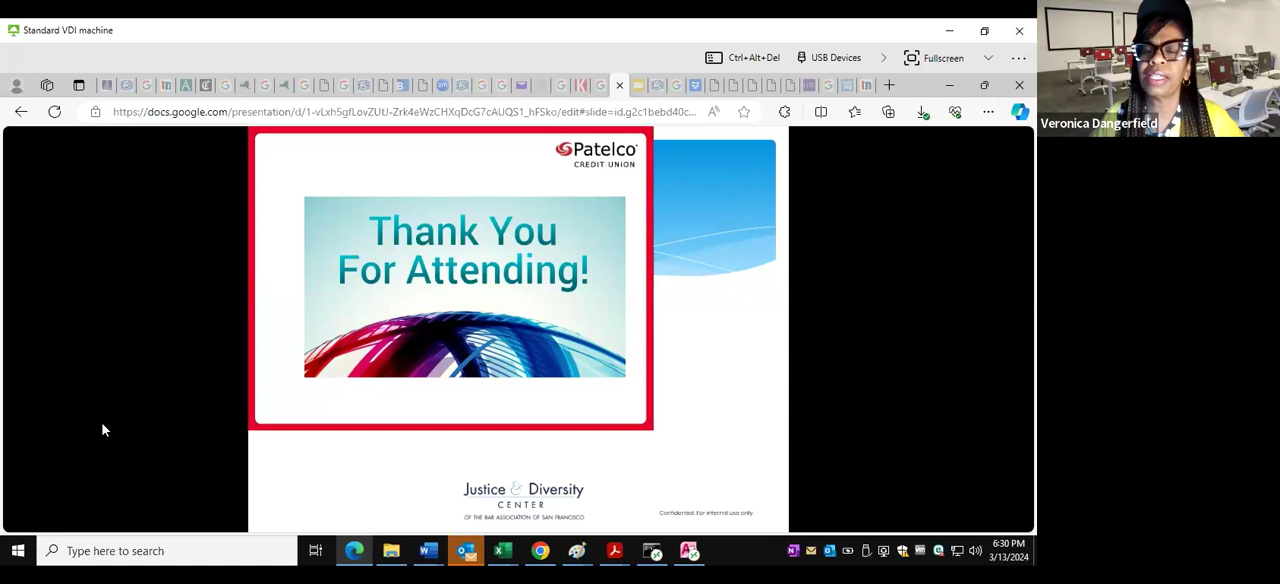 Standard VDI machine
Ctrl+Alt+Del
USB Devices
Fullscreen
Patelco
CREDIT UNION
Thank You
For Attending!
Justice & Diversity
CENTER
OF THE BAR ASSOCIATION OF SAN FRANCISCO
Confidential. For internal use only.
Veronica Dangerfield
Type here to search
6:30 PM
3/13/2024